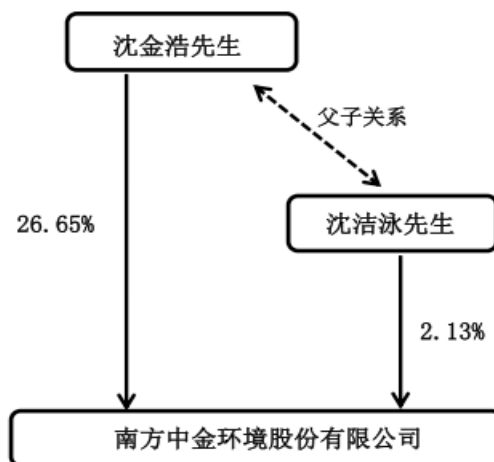 沈金浩先生
父子关系
26.65%
沈洁泳先生
2.13%
南方中金环境股份有限公司